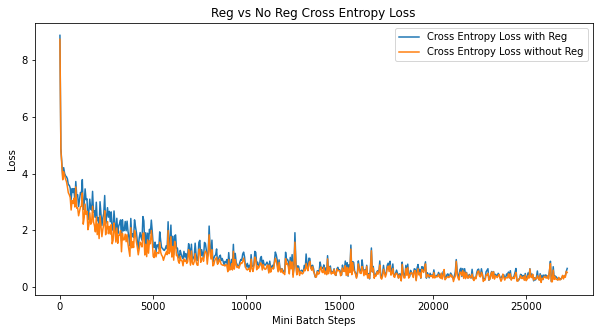 Reg vs No Reg Cross Entropy Loss
Cross Entropy Loss with Reg
Cross Entropy Loss without Reg
Loss
8
6
4
2
0
0
5000
10000
15000
20000
25000
Mini Batch Steps